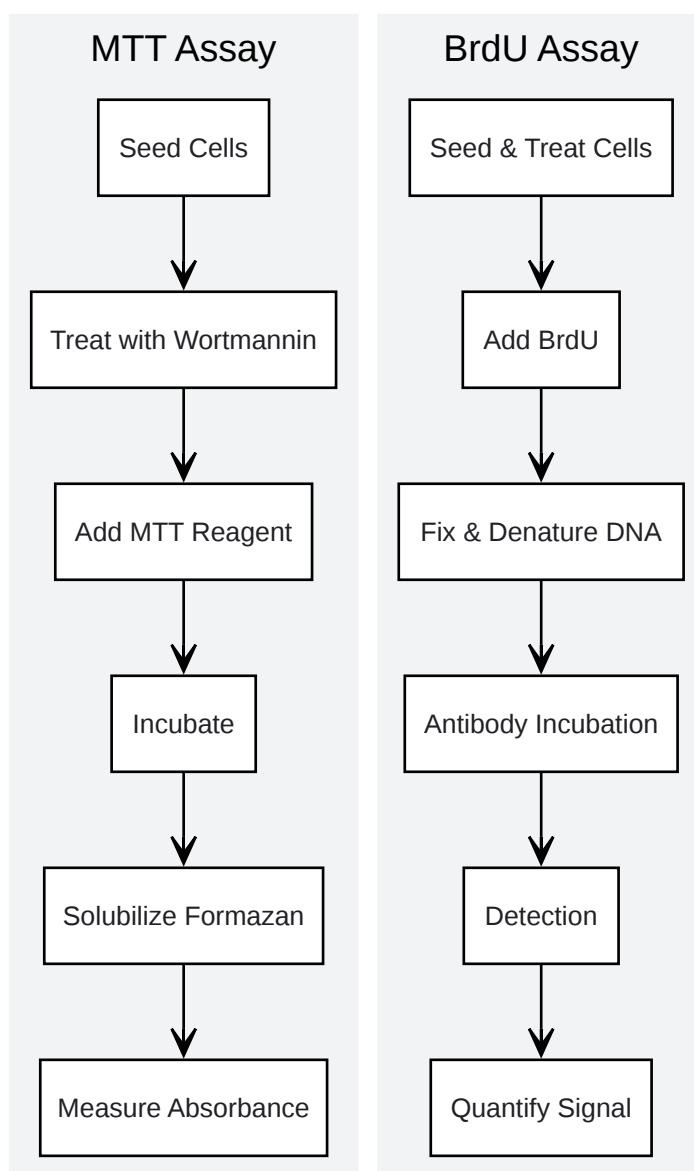 MTT Assay
Seed Cells
Treat with Wortmannin
Add MTT Reagent
Incubate
Solubilize Formazan
Measure Absorbance
BrdU Assay
Seed & Treat Cells
Add BrdU
Fix & Denature DNA
Antibody Incubation
Detection
Quantify Signal